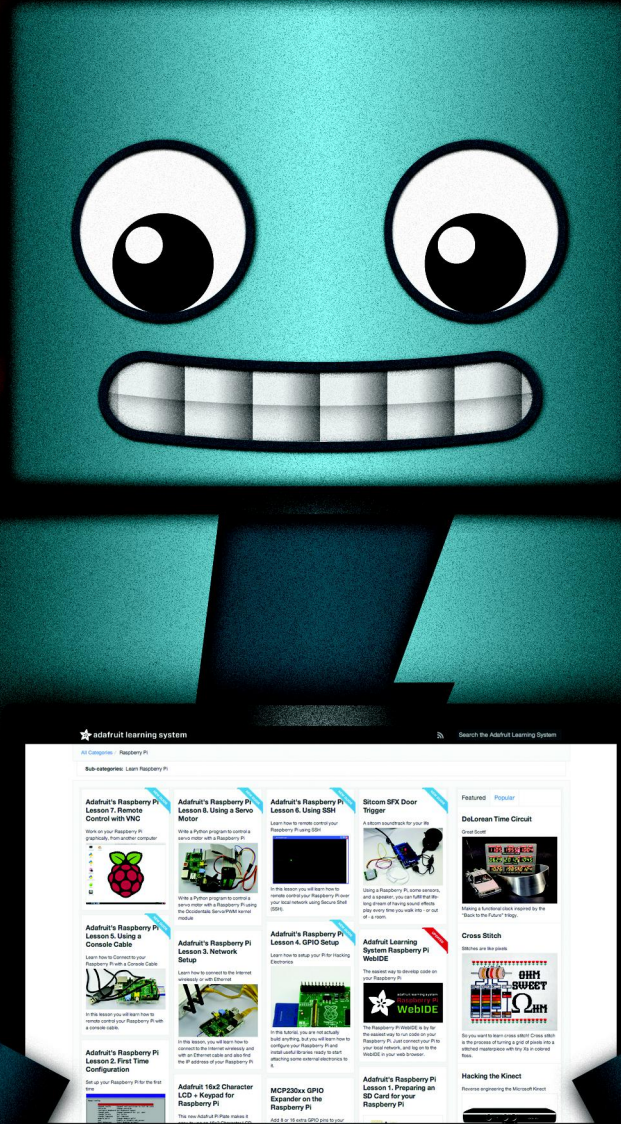 adafruit learning system
Search the Adafruit Learning System
All Categories / Raspberry Pi
Sub-categories: Learn Raspberry Pi
Adafruit's Raspberry Pi
Lesson 7. Remote
Control with VNC
Work on your Raspberry Pi
graphically, from another computer
Adafruit's Raspberry Pi
Lesson 5. Using a
Console Cable
Learn how to Connect to your
Raspberry Pi with a Console Cable
In this lesson you will learn how to
remote control your Raspberry Pi with
a console cable.
Adafruit's Raspberry Pi
Lesson 2. First Time
Configuration
Set up your Raspberry Pi for the first
time
Adafruit's Raspberry Pi
Lesson 8. Using a Servo
Motor
Write a Python program to control a
servo motor with a Raspberry Pi
Write a Python program to control a
servo motor with a Raspberry Pi using
the Occidentalis Servo/PWM kernel
module
Adafruit's Raspberry Pi
Lesson 3. Network
Setup
Learn how to connect to the Internet
wirelessly or with Ethernet
In this lesson, you will learn how to
connect to the Internet wirelessly and
with an Ethernet cable and also find
the IP address of your Raspberry Pi
Adafruit 16x2 Character
LCD + Keypad for
Raspberry Pi
This new Adafruit Pi Plate makes it
Adafruit's Raspberry Pi
Lesson 6. Using SSH
Learn how to remote control your
Raspberry Pi using SSH
In this lesson you will learn how to
remote control your Raspberry Pi over
your local network using Secure Shell
(SSH).
Adafruit's Raspberry Pi
Lesson 4. GPIO Setup
Learn how to setup your Pi for Hacking
Electronics
In this tutorial, you are not actually
build anything, but you will learn how to
configure your Raspberry Pi and
install useful libraries ready to start
attaching some external electronics to
it.
MCP230xx GPIO
Expander on the
Raspberry Pi
Add 8 or 16 extra GPIO pins to your
Sitcom SFX Door
Trigger
A sitcom soundtrack for your life
Using a Raspberry Pi, some sensors,
and a speaker, you can fulfill that life-
long dream of having sound effects
play every time you walk into - or out
of - a room.
Adafruit Learning
System Raspberry Pi
WebIDE
The easiest way to develop code on
your Raspberry Pi
adafruit learning system
Raspberry Pi
WebIDE
The Raspberry Pi WebIDE is by far
the easiest way to run code on your
Raspberry Pi. Just connect your Pi to
your local network, and log on to the
WebIDE in your web browser.
Adafruit's Raspberry Pi
Lesson 1. Preparing an
SD Card for your
Raspberry Pi
Featured
Popular
DeLorean Time Circuit
Great Scott!
Making a functional clock inspired by the
"Back to the Future" trilogy.
Cross Stitch
Stitches are like pixels
OHM
SWEET
ΩHM
So you want to learn cross stitch! Cross stitch
is the process of turning a grid of pixels into a
stitched masterpiece with tiny Xs in colored
floss.
Hacking the Kinect
Reverse engineering the Microsoft Kinect